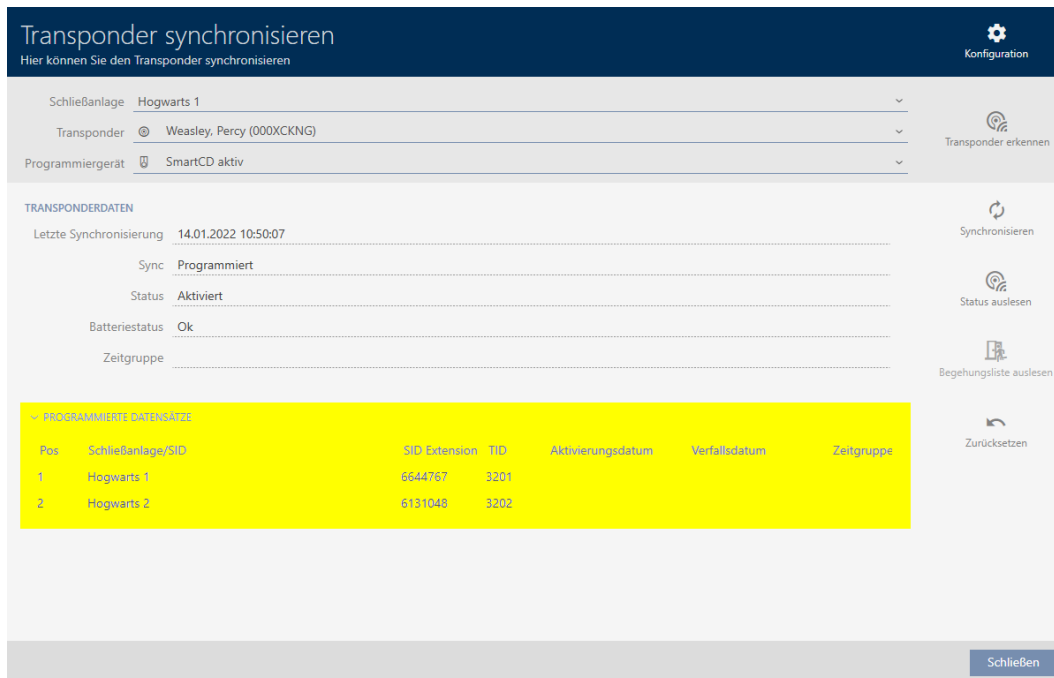 Transponder synchronisieren
Hier können Sie den Transponder synchronisieren
Konfiguration
Schließanlage Hogwarts 1
Transponder Weasley, Percy (000XCKNG)
Programmiergerät SmartCD aktiv
Transponder erkennen
TRANSPONDERDATEN
Letzte Synchronisierung 14.01.2022 10:50:07
Sync Programmiert
Status Aktiviert
Batteriestatus Ok
Zeitgruppe
Synchronisieren
Status auslesen
Begehungsliste auslesen
Zurücksetzen
PROGRAMMIERTE DATENSÄTZE
Pos Schließanlage/SID SID Extension TID Aktivierungsdatum Verfallsdatum Zeitgruppe
1 Hogwarts 1 6644767 3201
2 Hogwarts 2 6131048 3202
Schließen